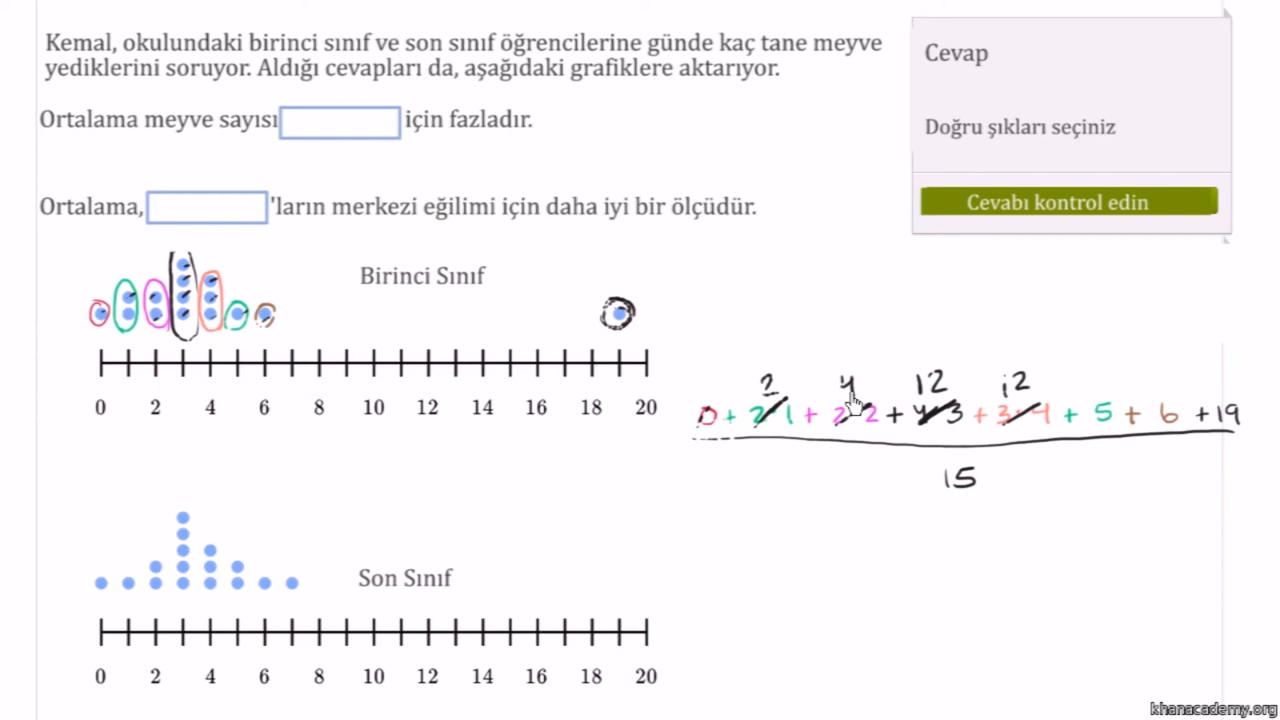 Kemal, okulundaki birinci sınıf ve son sınıf öğrencilerine günde kaç tane meyve
yediklerini soruyor. Aldığı cevapları da, aşağıdaki grafiklere aktarıyor.
Ortalama meyve sayısı için fazladır.
Ortalama, 'ların merkezi eğilimi için daha iyi bir ölçüdür.
Cevap
Doğru şıkları seçiniz
Cevabı kontrol edin
Birinci Sınıf
0 2 4 6 8 10 12 14 16 18 20
2 4 12 12
0 + 2·1 + 2·2 + 4·3 + 3·4 + 5 + 6 +19
15
Son Sınıf
0 2 4 6 8 10 12 14 16 18 20
khanacademy.org